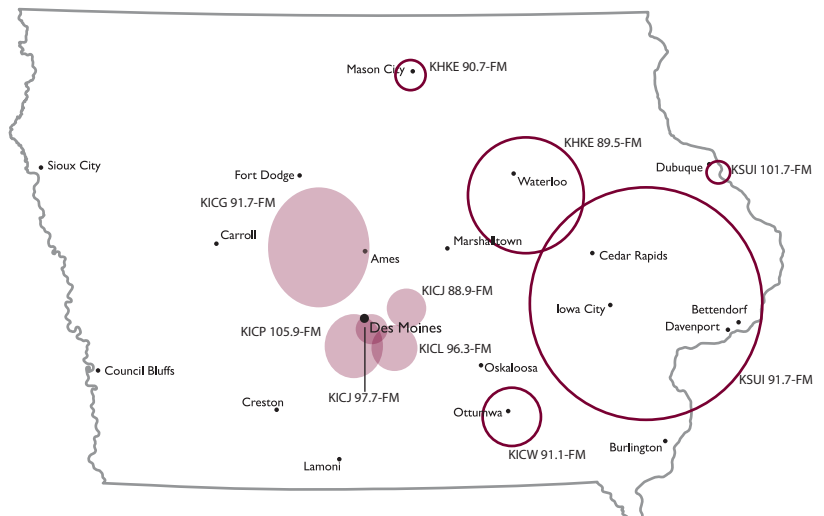 Mason City
KHKE 90.7-FM
KHKE 89.5-FM
Sioux City
Dubuque
KSUI 101.7-FM
Fort Dodge
Waterloo
KICG 91.7-FM
Carroll
Marshalltown
Ames
Cedar Rapids
KICJ 88.9-FM
Iowa City
Bettendorf
Davenport
KICP 105.9-FM
Des Moines
KICL 96.3-FM
Council Bluffs
Oskaloosa
KSUI 91.7-FM
KICJ 97.7-FM
Creston
Ottumwa
KICW 91.1-FM
Burlington
Lamoni